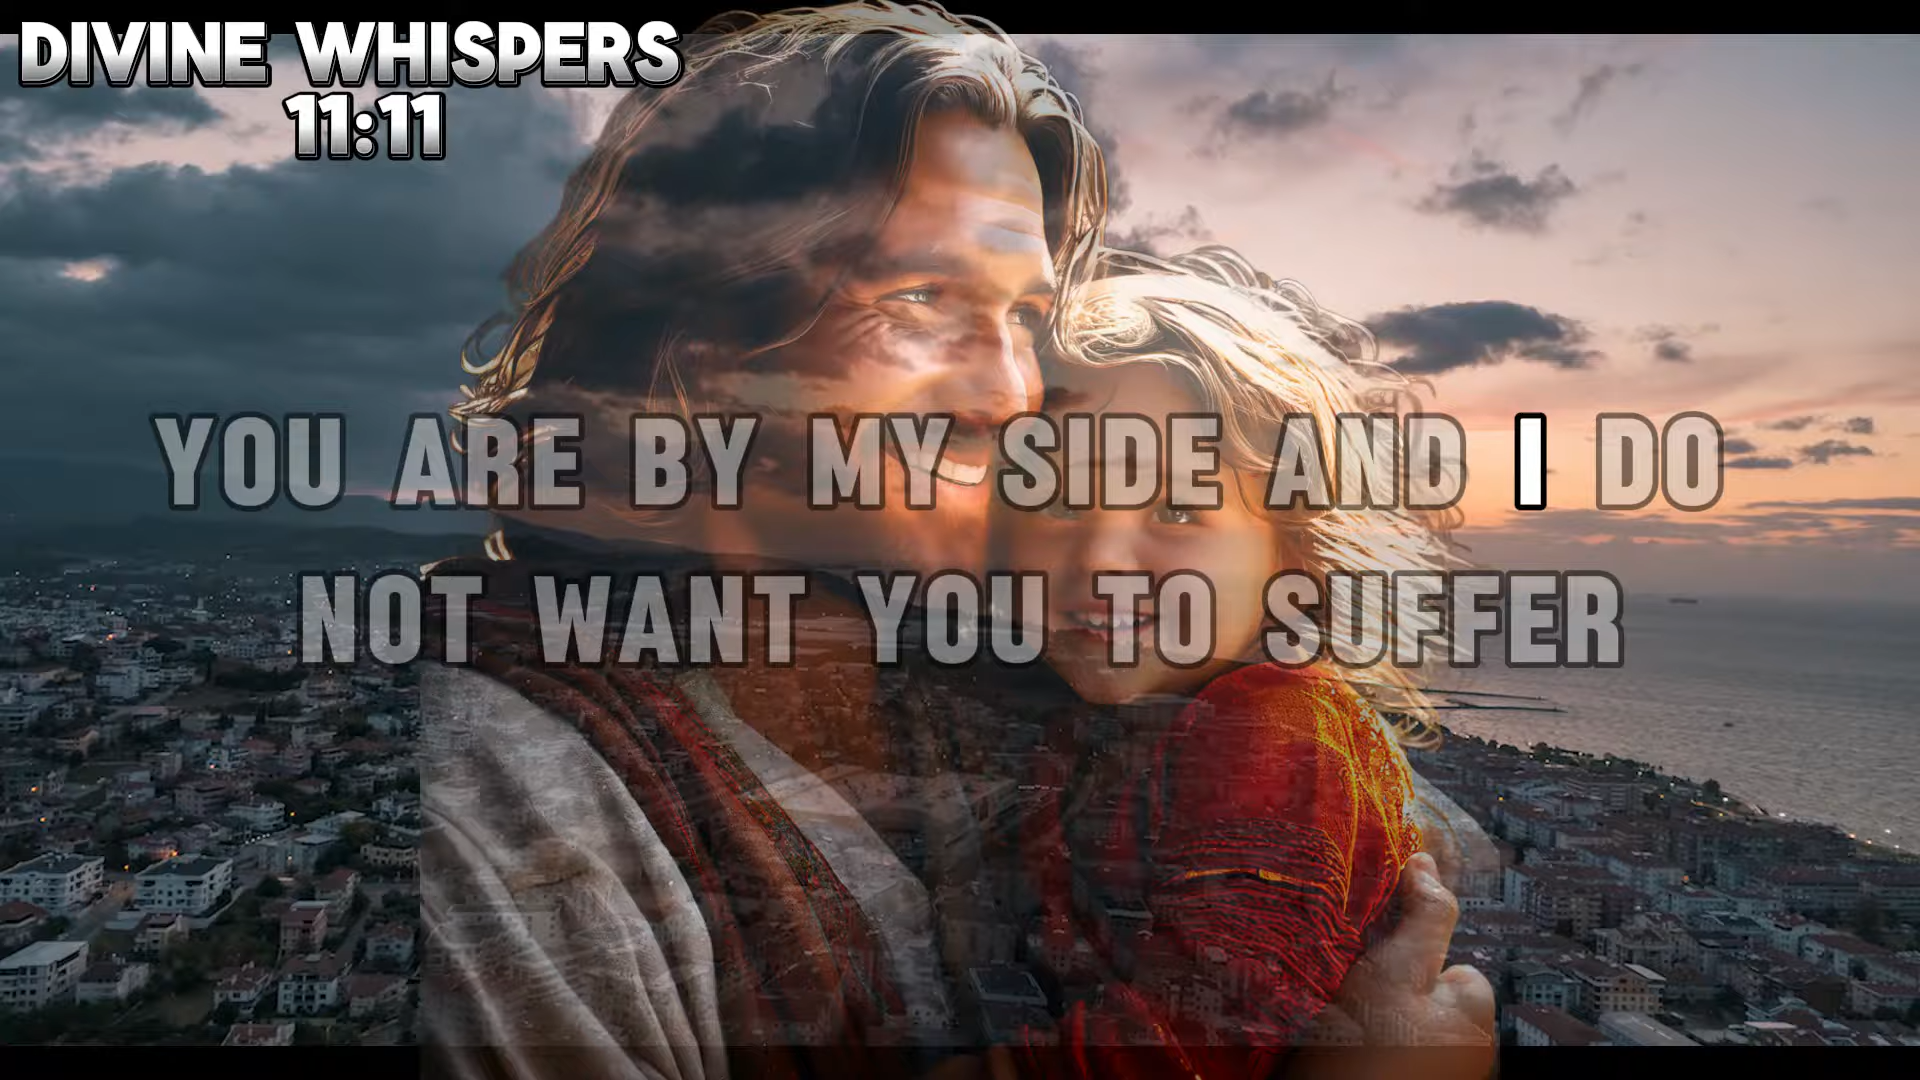 DIVINE WHISPERS
11:11
YOU ARE BY MY SIDE AND I DO
NOT WANT YOU TO SUFFER